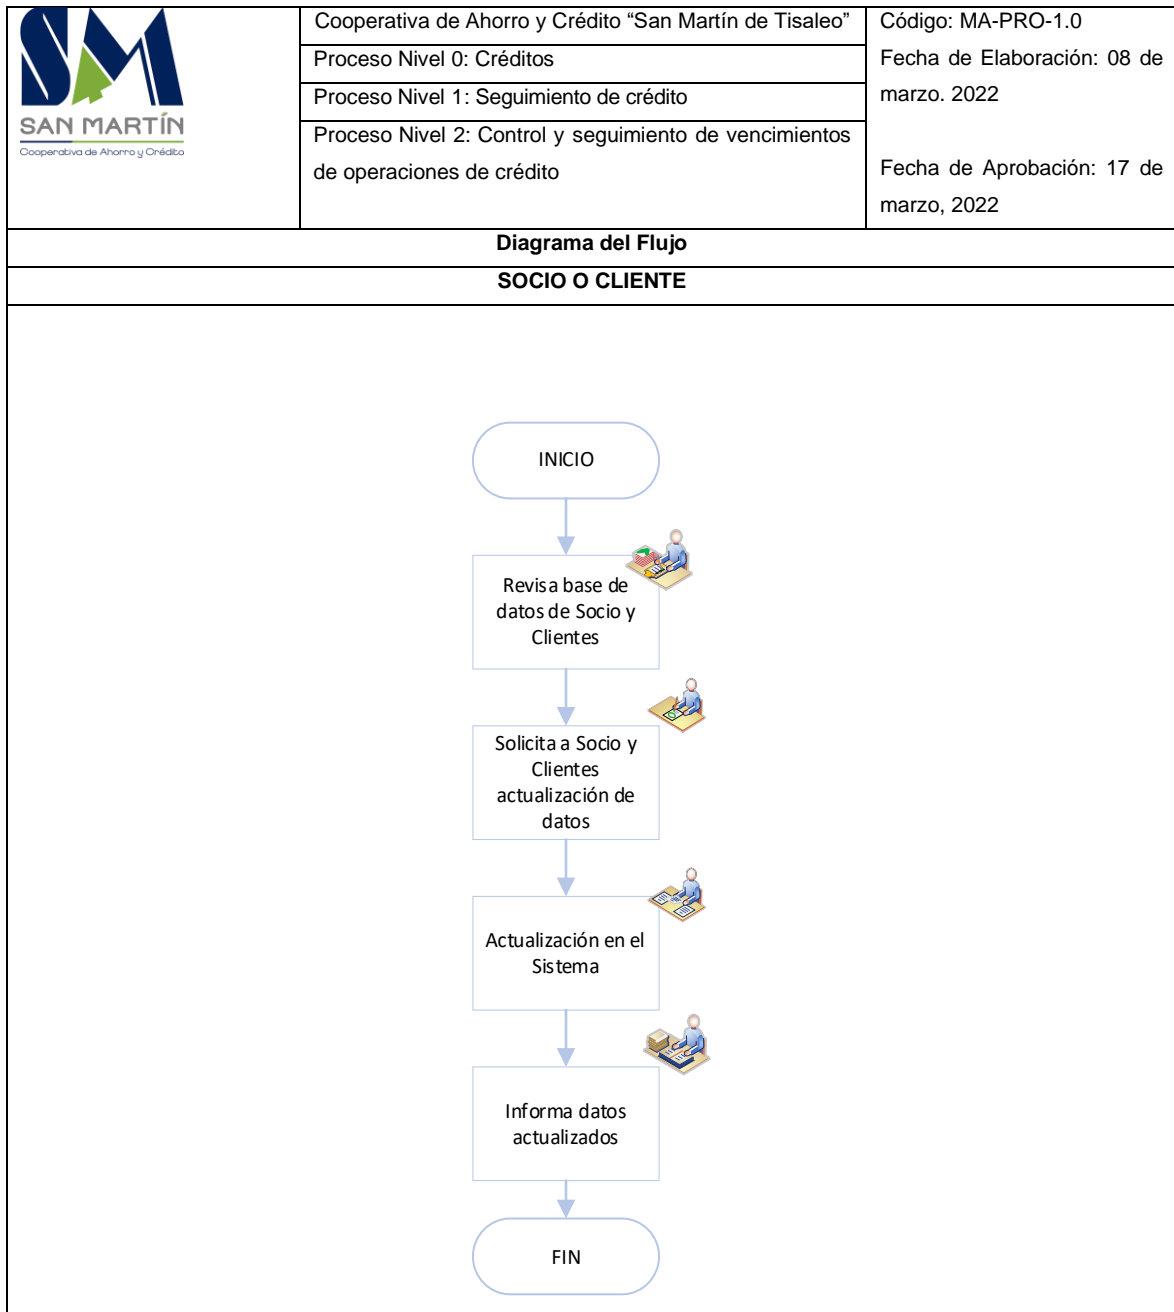 SM
SAN MARTÍN
Cooperativa de Ahorro y Crédito
Cooperativa de Ahorro y Crédito “San Martín de Tisaleo”
Proceso Nivel 0: Créditos
Proceso Nivel 1: Seguimiento de crédito
Proceso Nivel 2: Control y seguimiento de vencimientos
de operaciones de crédito
Código: MA-PRO-1.0
Fecha de Elaboración: 08 de
marzo. 2022
Fecha de Aprobación: 17 de
marzo, 2022
Diagrama del Flujo
SOCIO O CLIENTE
INICIO
Revisa base de
datos de Socio y
Clientes
Solicita a Socio y
Clientes
actualización de
datos
Actualización en el
Sistema
Informa datos
actualizados
FIN